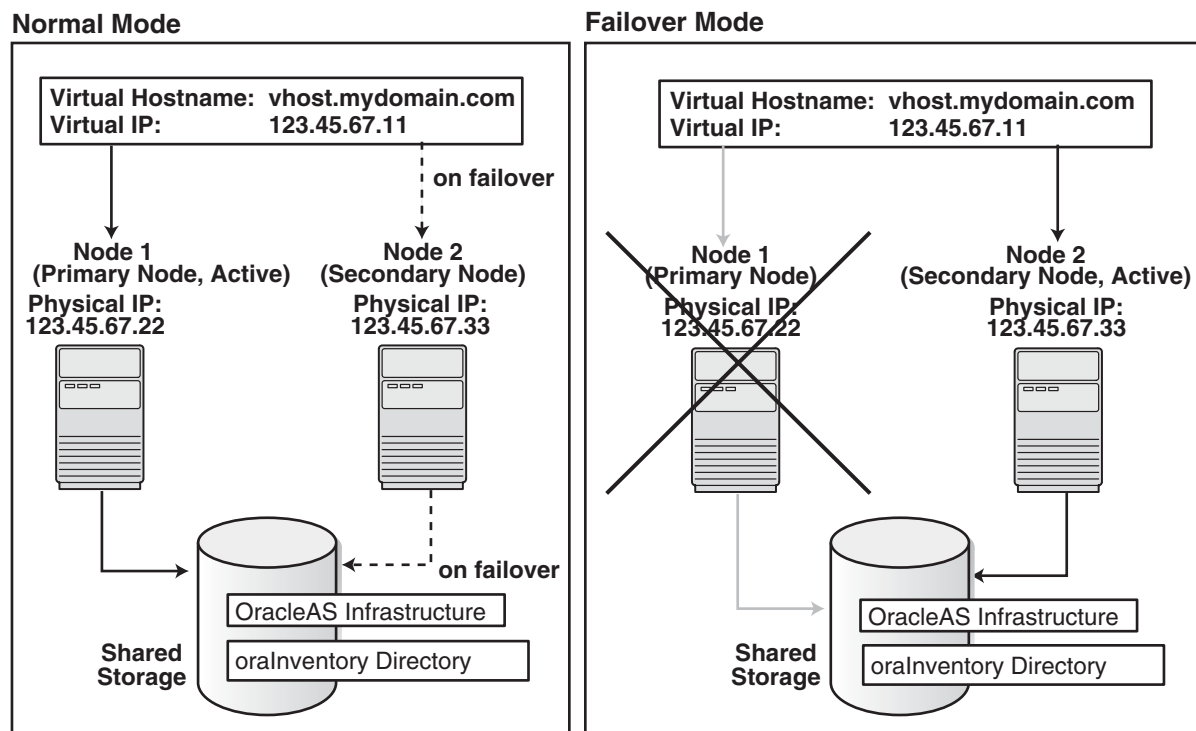 Normal Mode
Virtual Hostname: vhost.mydomain.com
Virtual IP: 123.45.67.11
on failover
Node 1
(Primary Node, Active)
Physical IP:
123.45.67.22
Node 2
(Secondary Node)
Physical IP:
123.45.67.33
on failover
OracleAS Infrastructure
oraInventory Directory
Shared
Storage
Failover Mode
Virtual Hostname: vhost.mydomain.com
Virtual IP: 123.45.67.11
Node 1
(Primary Node)
Physical IP:
123.45.67.22
Node 2
(Secondary Node, Active)
Physical IP:
123.45.67.33
OracleAS Infrastructure
oraInventory Directory
Shared
Storage